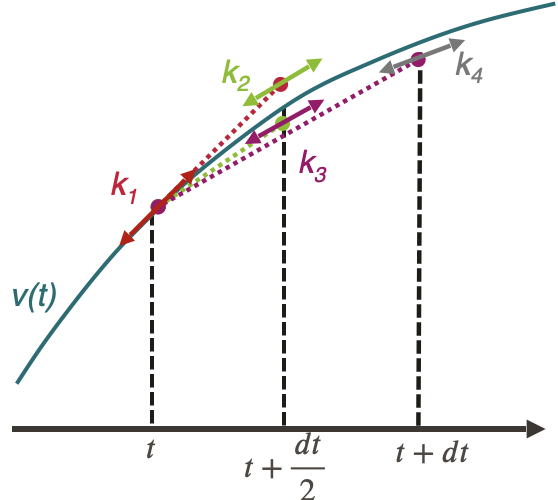 k₂
k₄
k₁
k₃
v(t)
t
t + dt/2
t + dt